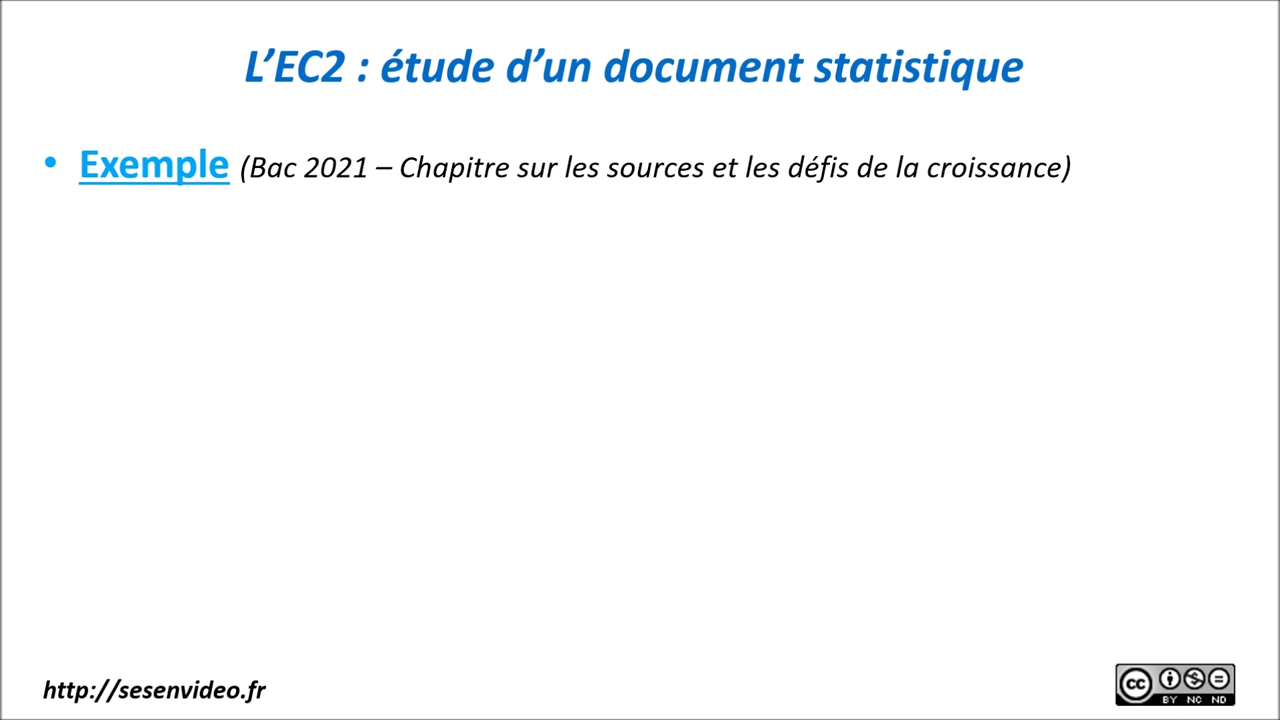 L’EC2 : étude d’un document statistique
• Exemple (Bac 2021 – Chapitre sur les sources et les défis de la croissance)
http://sesenvideo.fr
cc
BY NC ND